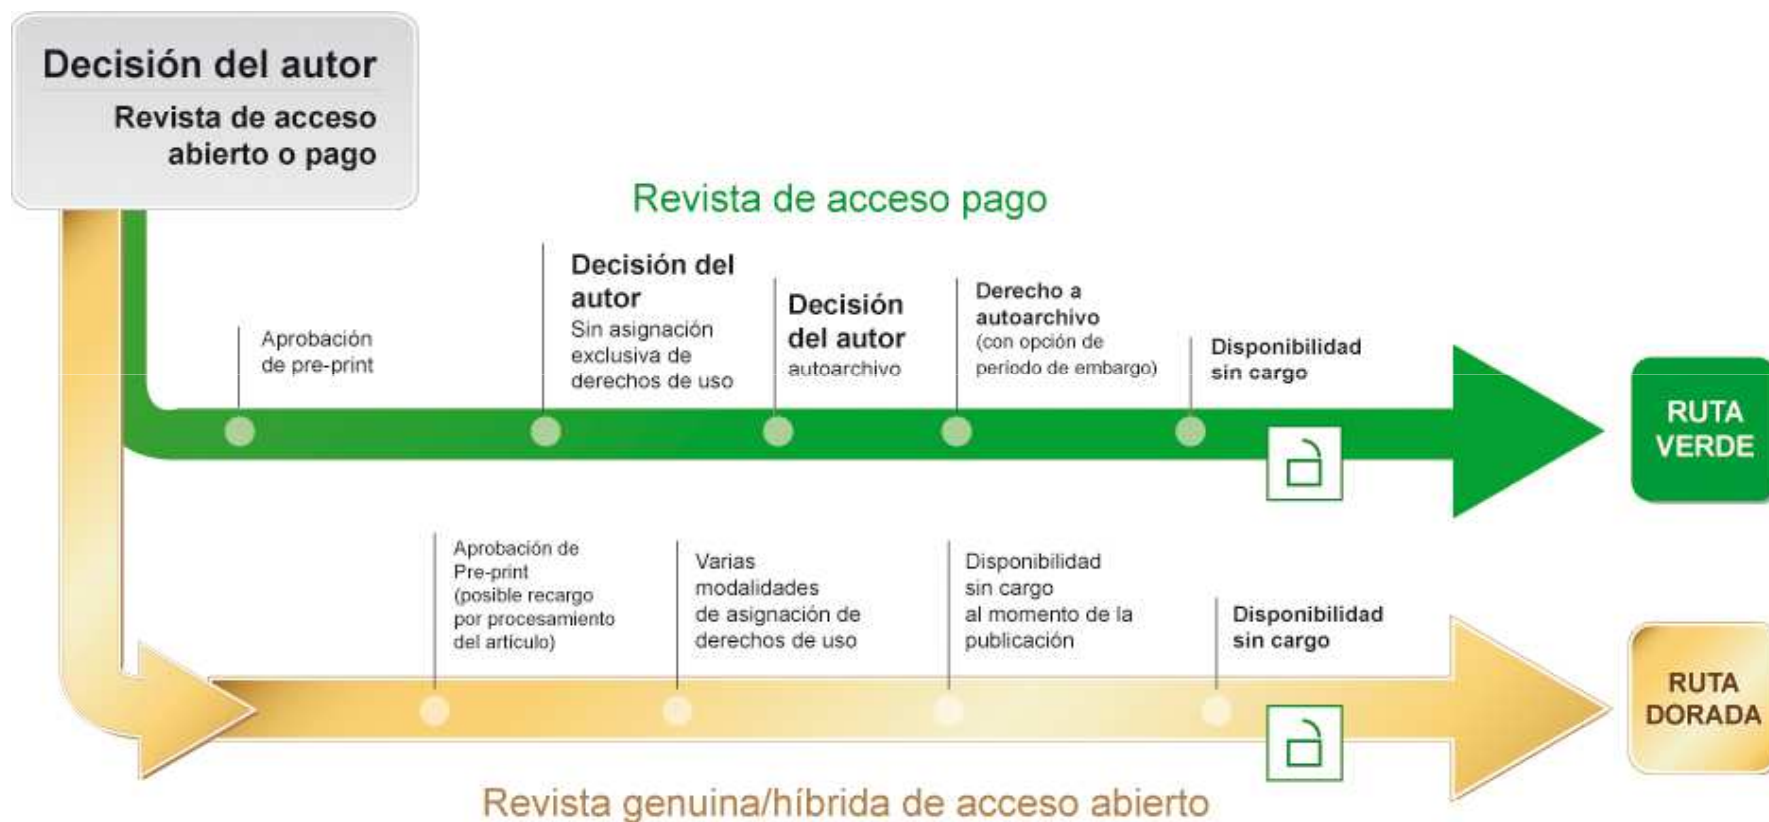 Decisión del autor
Revista de acceso
abierto o pago
Revista de acceso pago
Aprobación
de pre-print
Decisión del
autor
Sin asignación
exclusiva de
derechos de uso
Decisión
del autor
autoarchivo
Derecho a
autoarchivo
(con opción de
período de embargo)
Disponibilidad
sin cargo
RUTA
VERDE
Aprobación de
Pre-print
(posible recargo
por procesamiento
del artículo)
Varias
modalidades
de asignación de
derechos de uso
Disponibilidad
sin cargo
al momento de la
publicación
Disponibilidad
sin cargo
RUTA
DORADA
Revista genuina/híbrida de acceso abierto